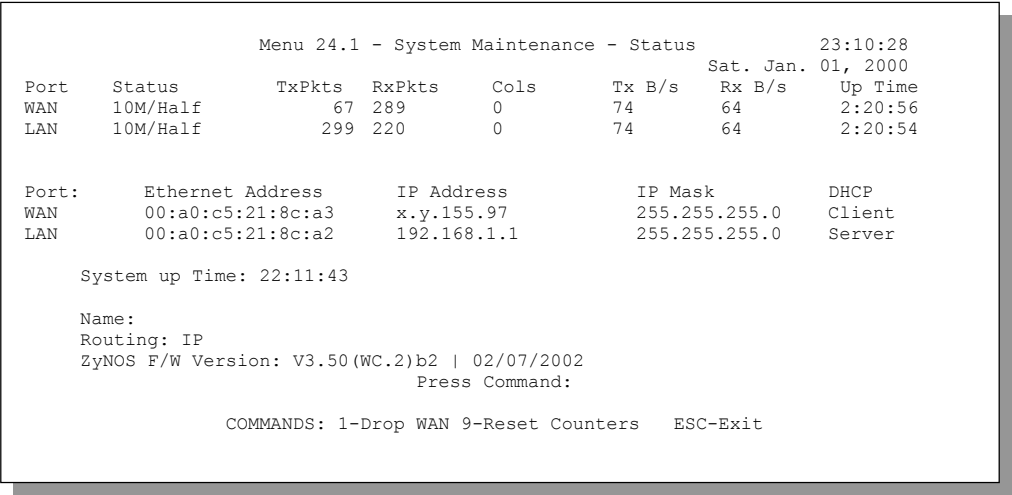 Menu 24.1 - System Maintenance - Status 23:10:28
Sat. Jan. 01, 2000
Port Status TxPkts RxPkts Cols Tx B/s Rx B/s Up Time
WAN 10M/Half 67 289 0 74 64 2:20:56
LAN 10M/Half 299 220 0 74 64 2:20:54
Port: Ethernet Address IP Address IP Mask DHCP
WAN 00:a0:c5:21:8c:a3 x.y.155.97 255.255.255.0 Client
LAN 00:a0:c5:21:8c:a2 192.168.1.1 255.255.255.0 Server
System up Time: 22:11:43
Name:
Routing: IP
ZyNOS F/W Version: V3.50(WC.2)b2 | 02/07/2002
Press Command:
COMMANDS: 1-Drop WAN 9-Reset Counters ESC-Exit